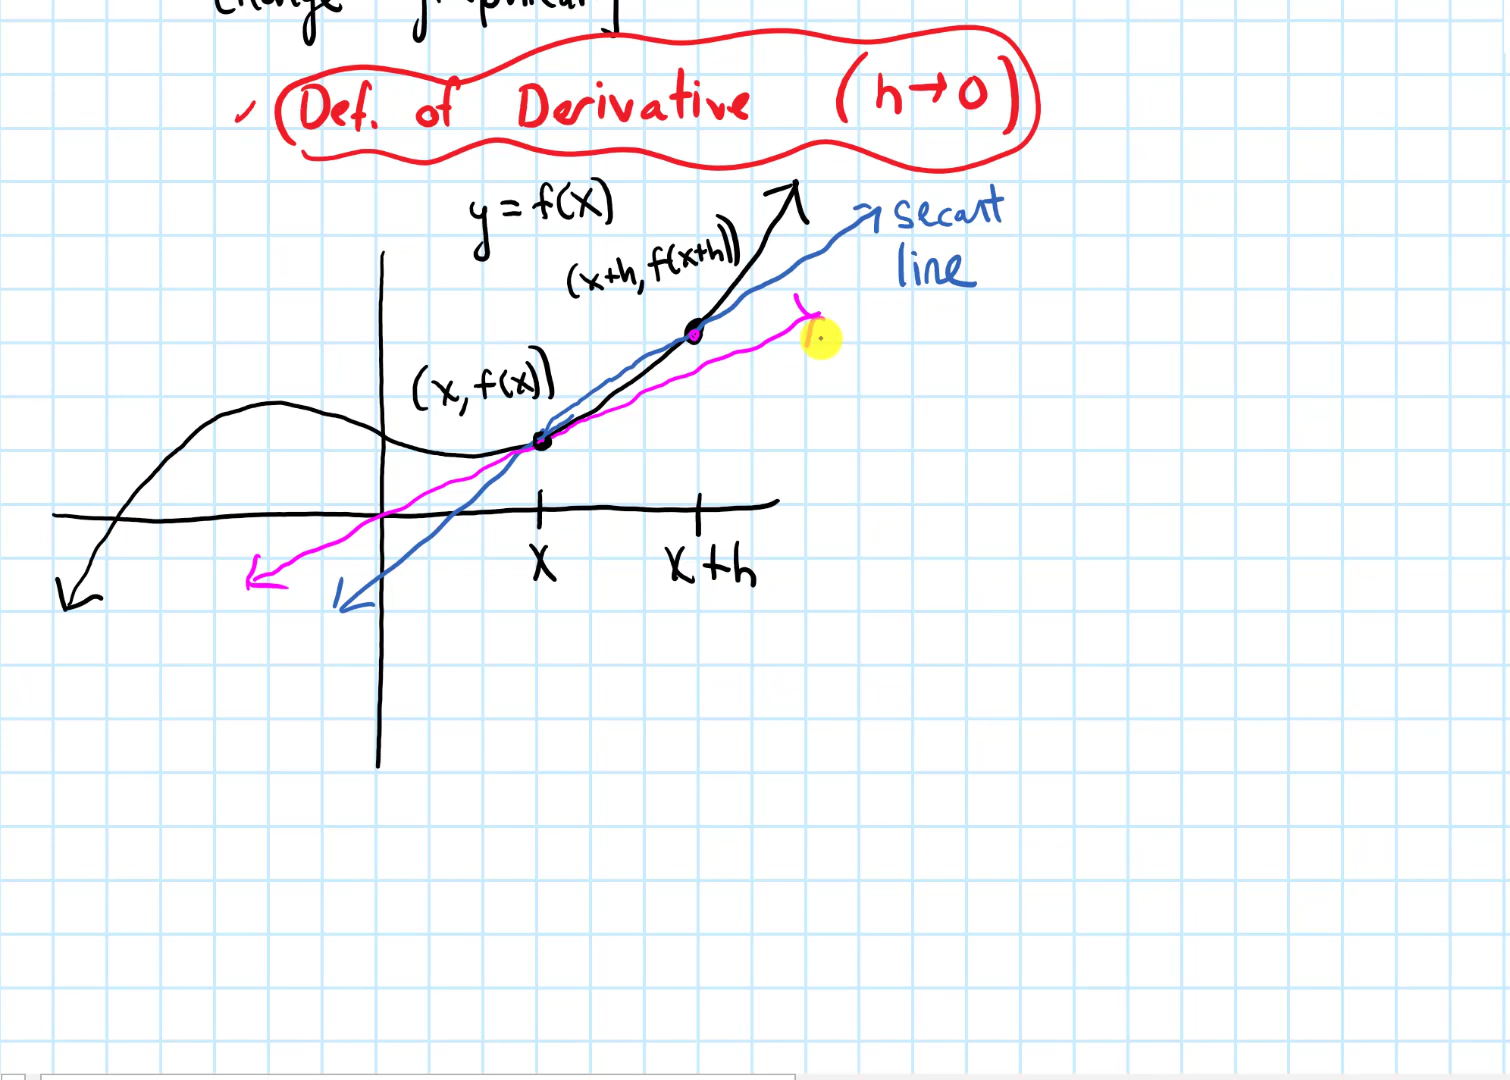 Def. of Derivative (h→0)
y = f(x)
secant
line
(x+h, f(x+h))
(x, f(x))
x
x+h